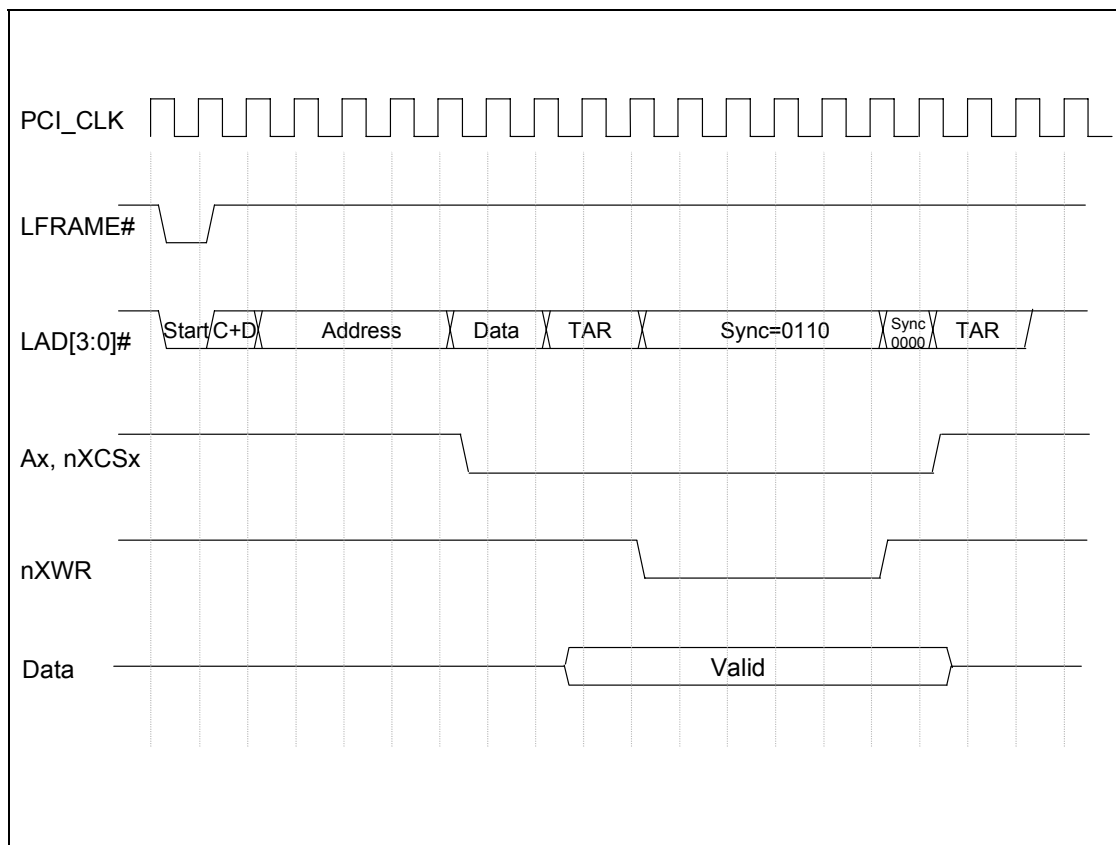 PCI_CLK
LFRAME#
LAD[3:0]#
Start
C+D
Address
Data
TAR
Sync=0110
Sync
0000
TAR
Ax, nXCSx
nXWR
Data
Valid